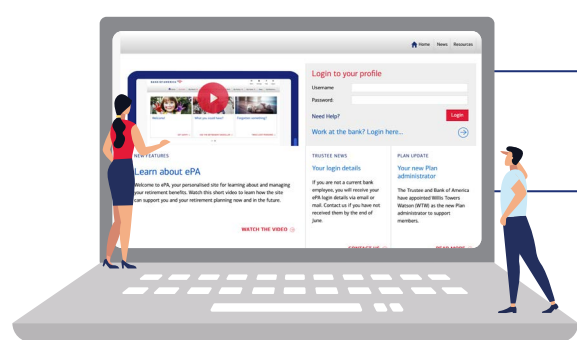 Home News Resources
Login to your profile
Username
Password
Need Help?
Login
Work at the bank? Login here...
Welcome
What you could have?
Forgotten something?
NEW FEATURES
Learn about ePA
Welcome to ePA, your personalised site for learning about and managing
your retirement benefits. Watch this short video to learn how the site
can support you and your retirement planning now and in the future.
WATCH THE VIDEO
TRUSTEE NEWS
Your login details
If you are not a current bank
employee, you will receive your
ePA login details via email or
mail. Contact us if you have not
received them by the end of
June.
CONTACT US
PLAN UPDATE
Your new Plan
administrator
The Trustee and Bank of America
have appointed Willis Towers
Watson (WTW) as the new Plan
administrator to support
members.
READ MORE